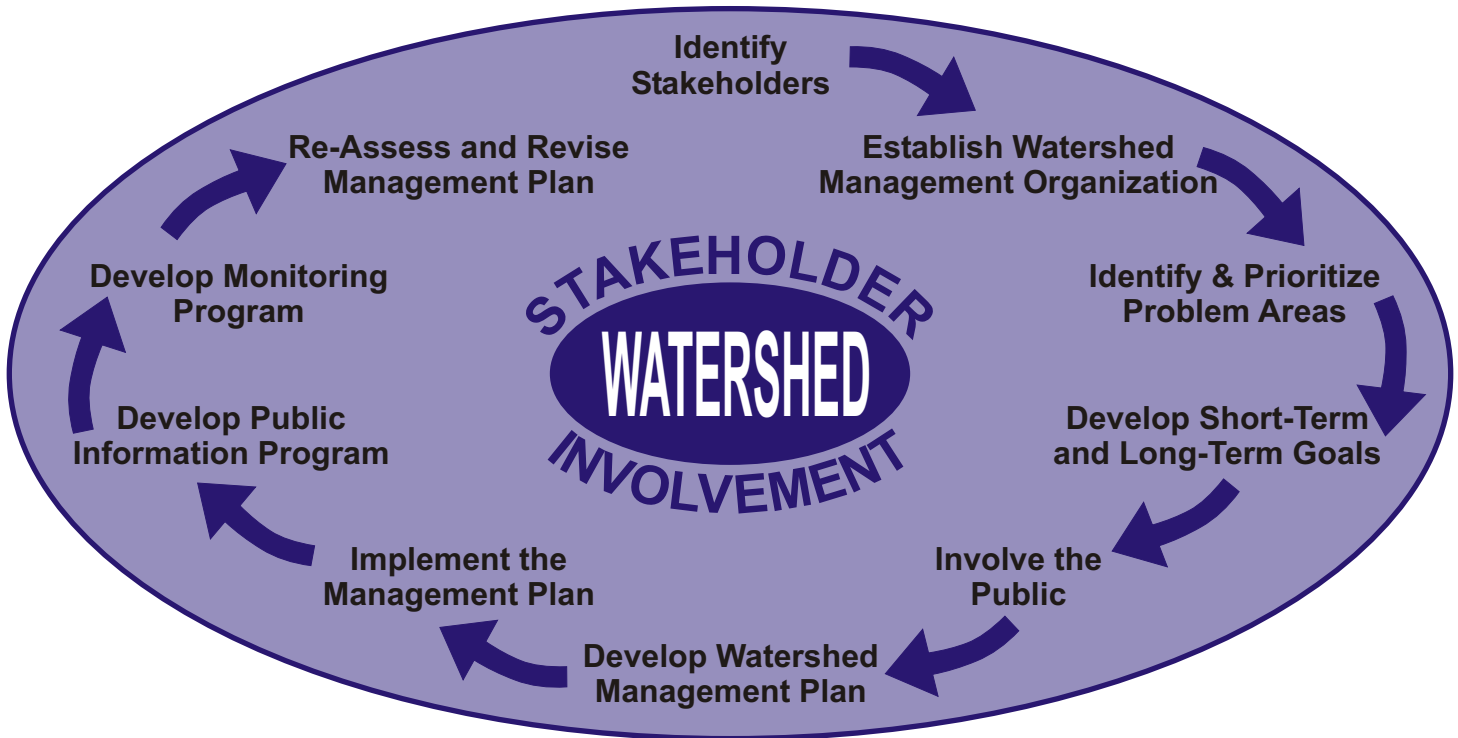 Identify
Stakeholders
Establish Watershed
Management Organization
Identify & Prioritize
Problem Areas
Develop Short-Term
and Long-Term Goals
Involve the
Public
Develop Watershed
Management Plan
Implement the
Management Plan
Develop Public
Information Program
Develop Monitoring
Program
Re-Assess and Revise
Management Plan
STAKEHOLDER
WATERSHED
INVOLVEMENT